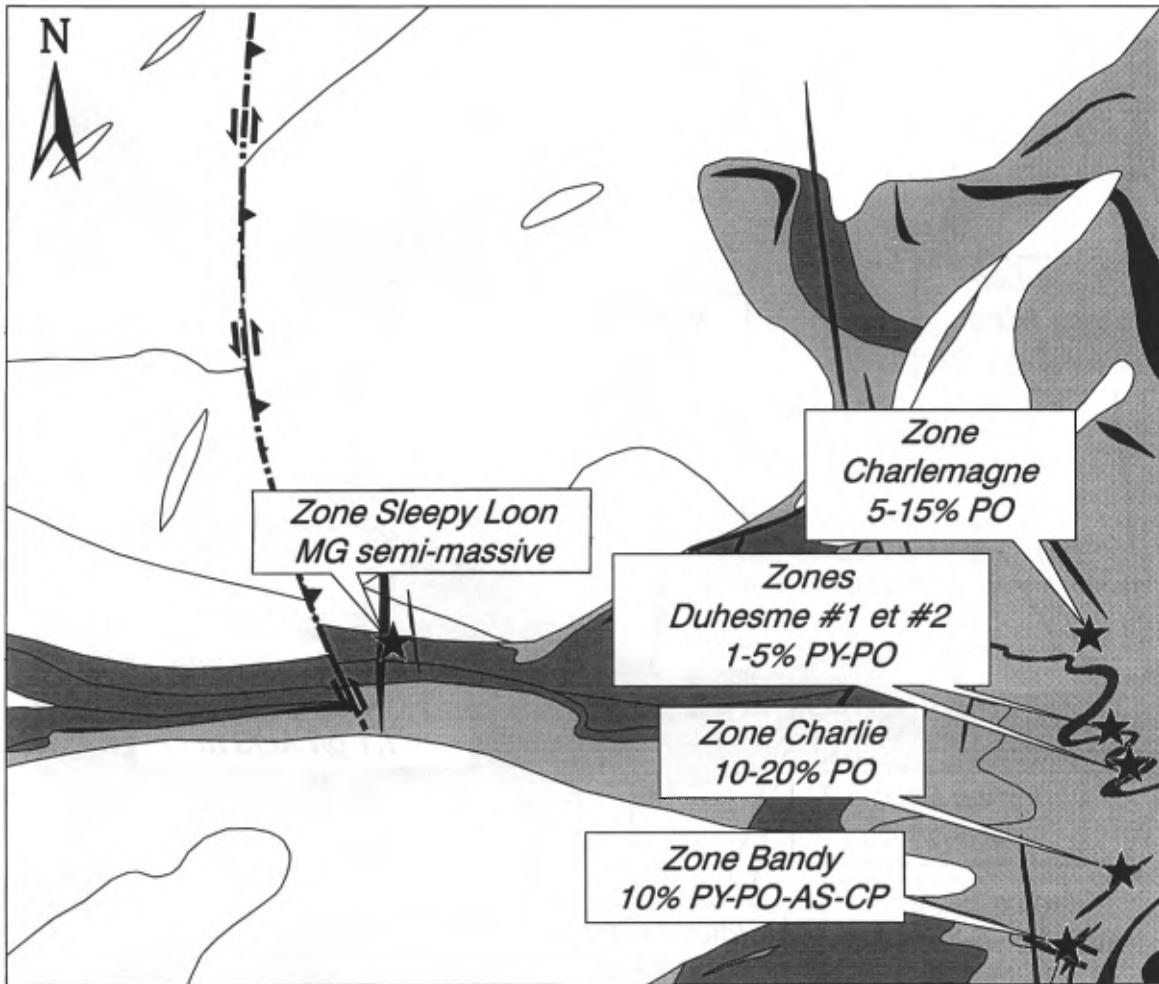 N
Zone
Charlemagne
5-15% PO
Zone Sleepy Loon
MG semi-massive
Zones
Duhesme #1 et #2
1-5% PY-PO
Zone Charlie
10-20% PO
Zone Bandy
10% PY-PO-AS-CP